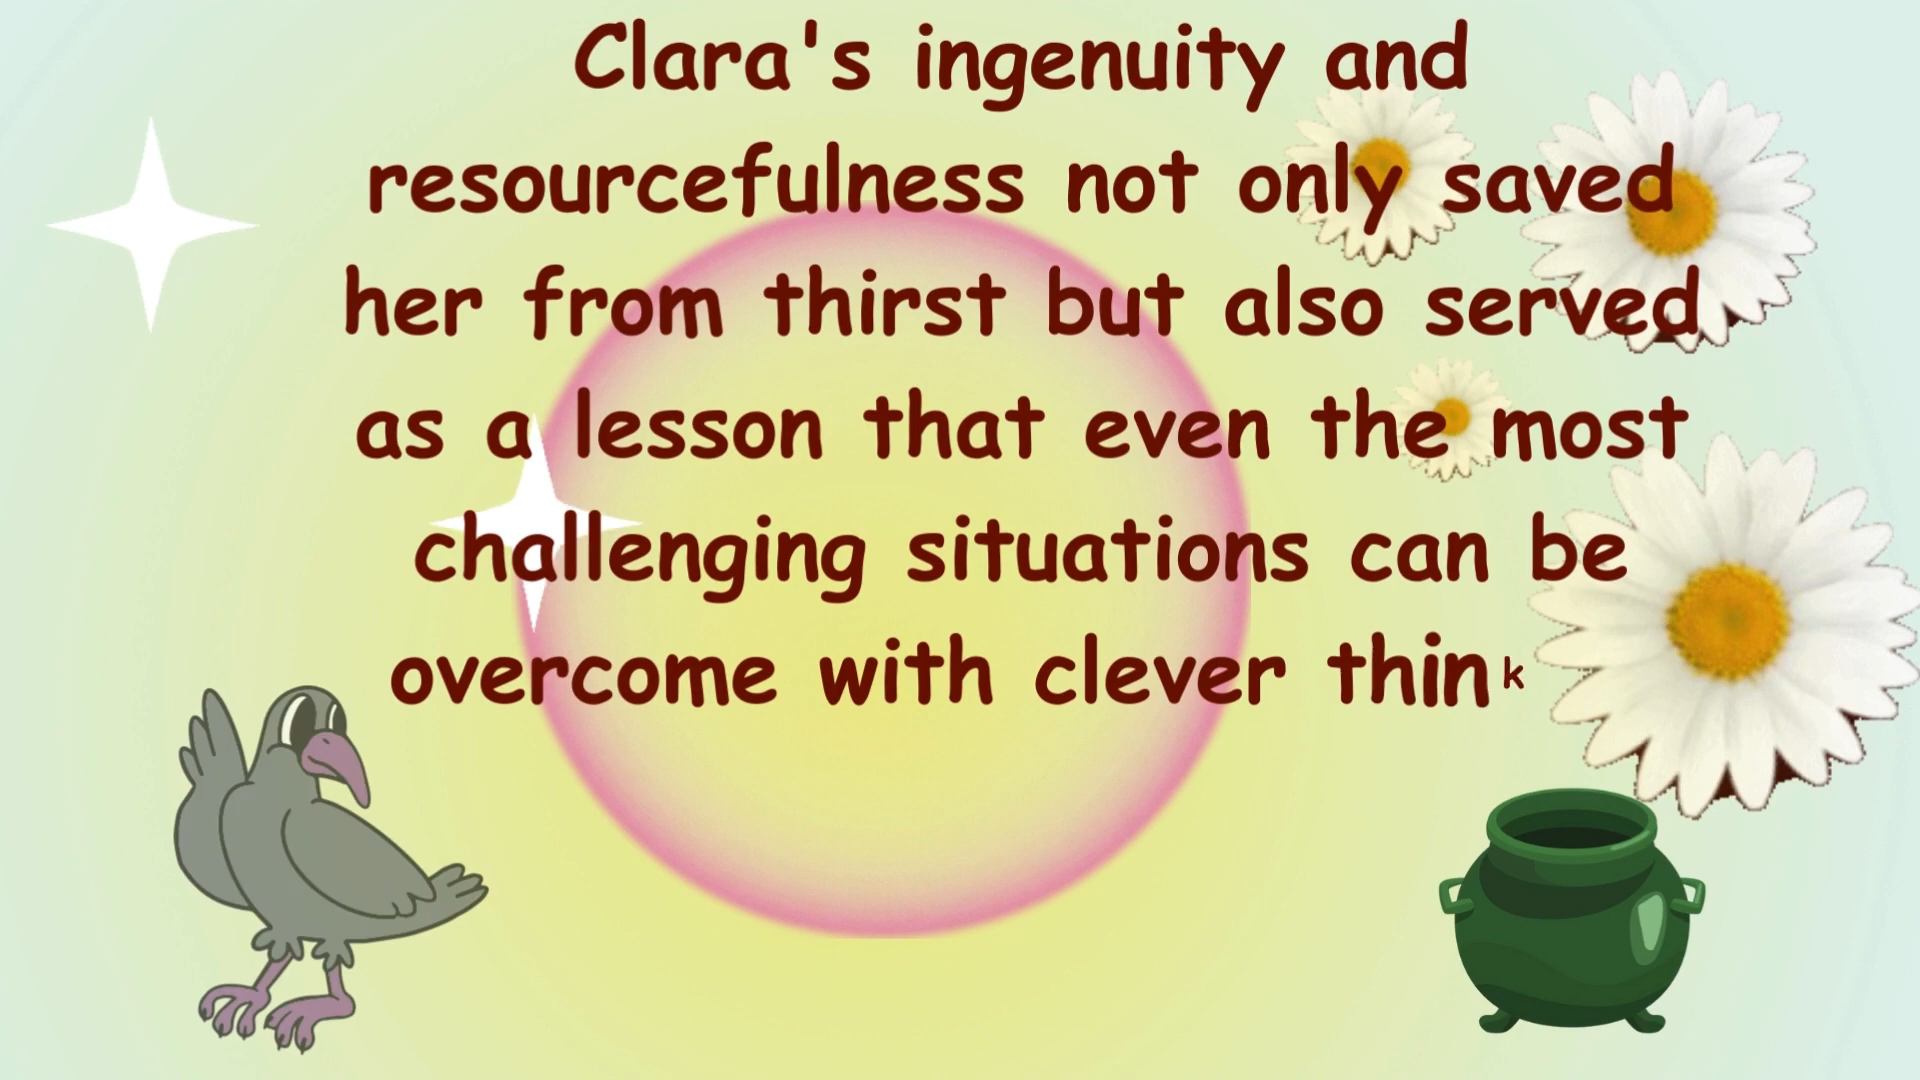 Clara's ingenuity and
resourcefulness not only saved
her from thirst but also served
as a lesson that even the most
challenging situations can be
overcome with clever think